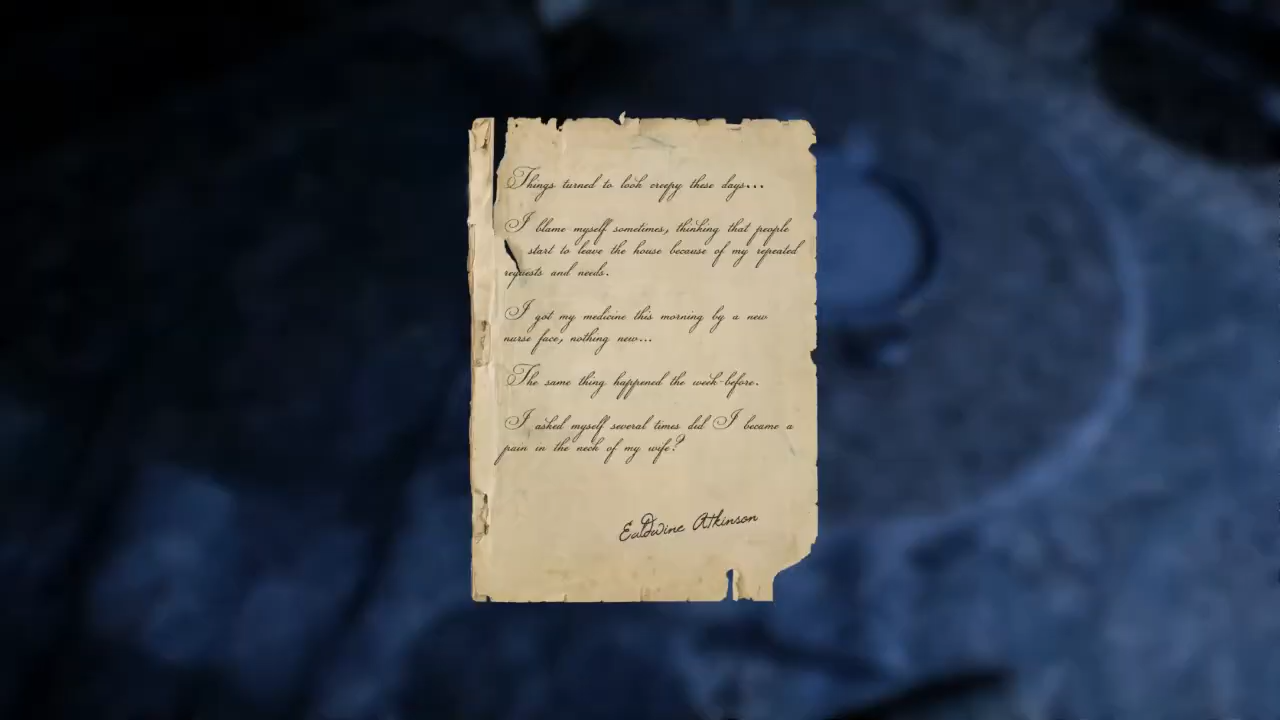 Things turned to look creepy these days...
I blame myself sometimes, thinking that people
start to leave the house because of my repeated
requests and needs.
I got my medicine this morning by a new
nurse face, nothing new...
The same thing happened the week before.
I asked myself several times did I became a
pain in the neck of my wife?
Ealdwine Atkinson